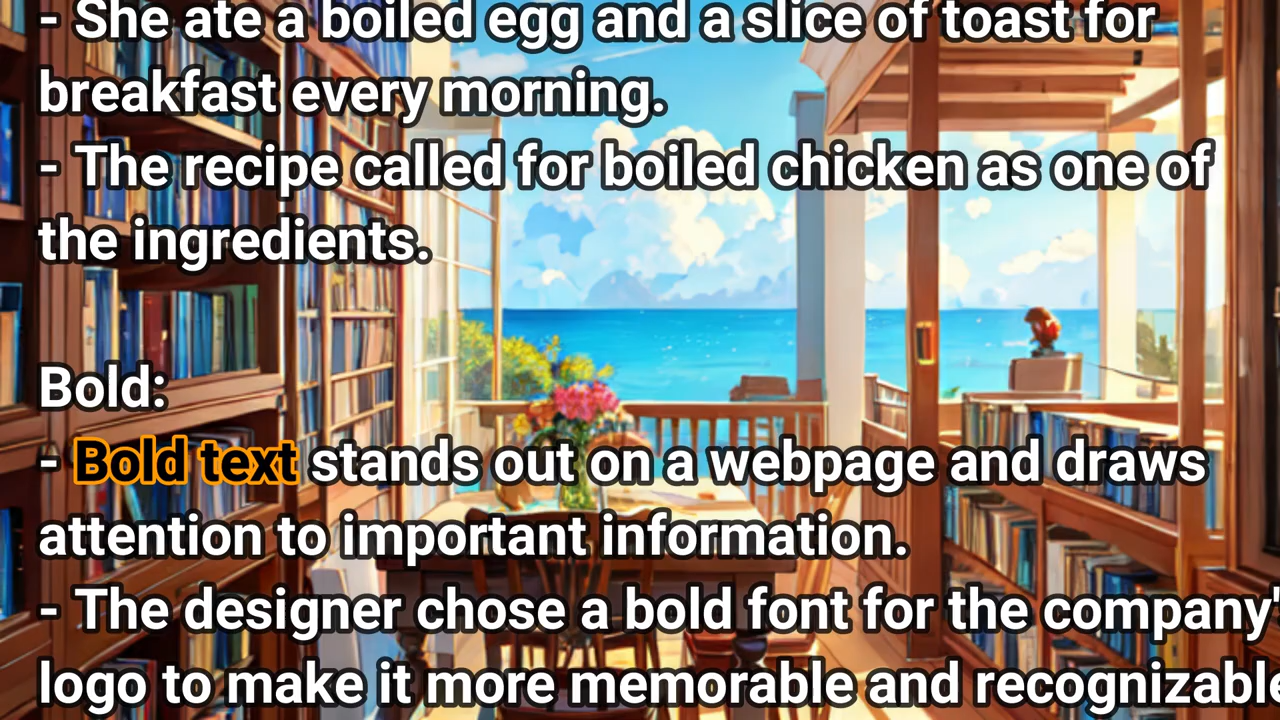 - She ate a boiled egg and a slice of toast for
breakfast every morning.
- The recipe called for boiled chicken as one of
the ingredients.
Bold:
- Bold text stands out on a webpage and draws
attention to important information.
- The designer chose a bold font for the company'
logo to make it more memorable and recognizable